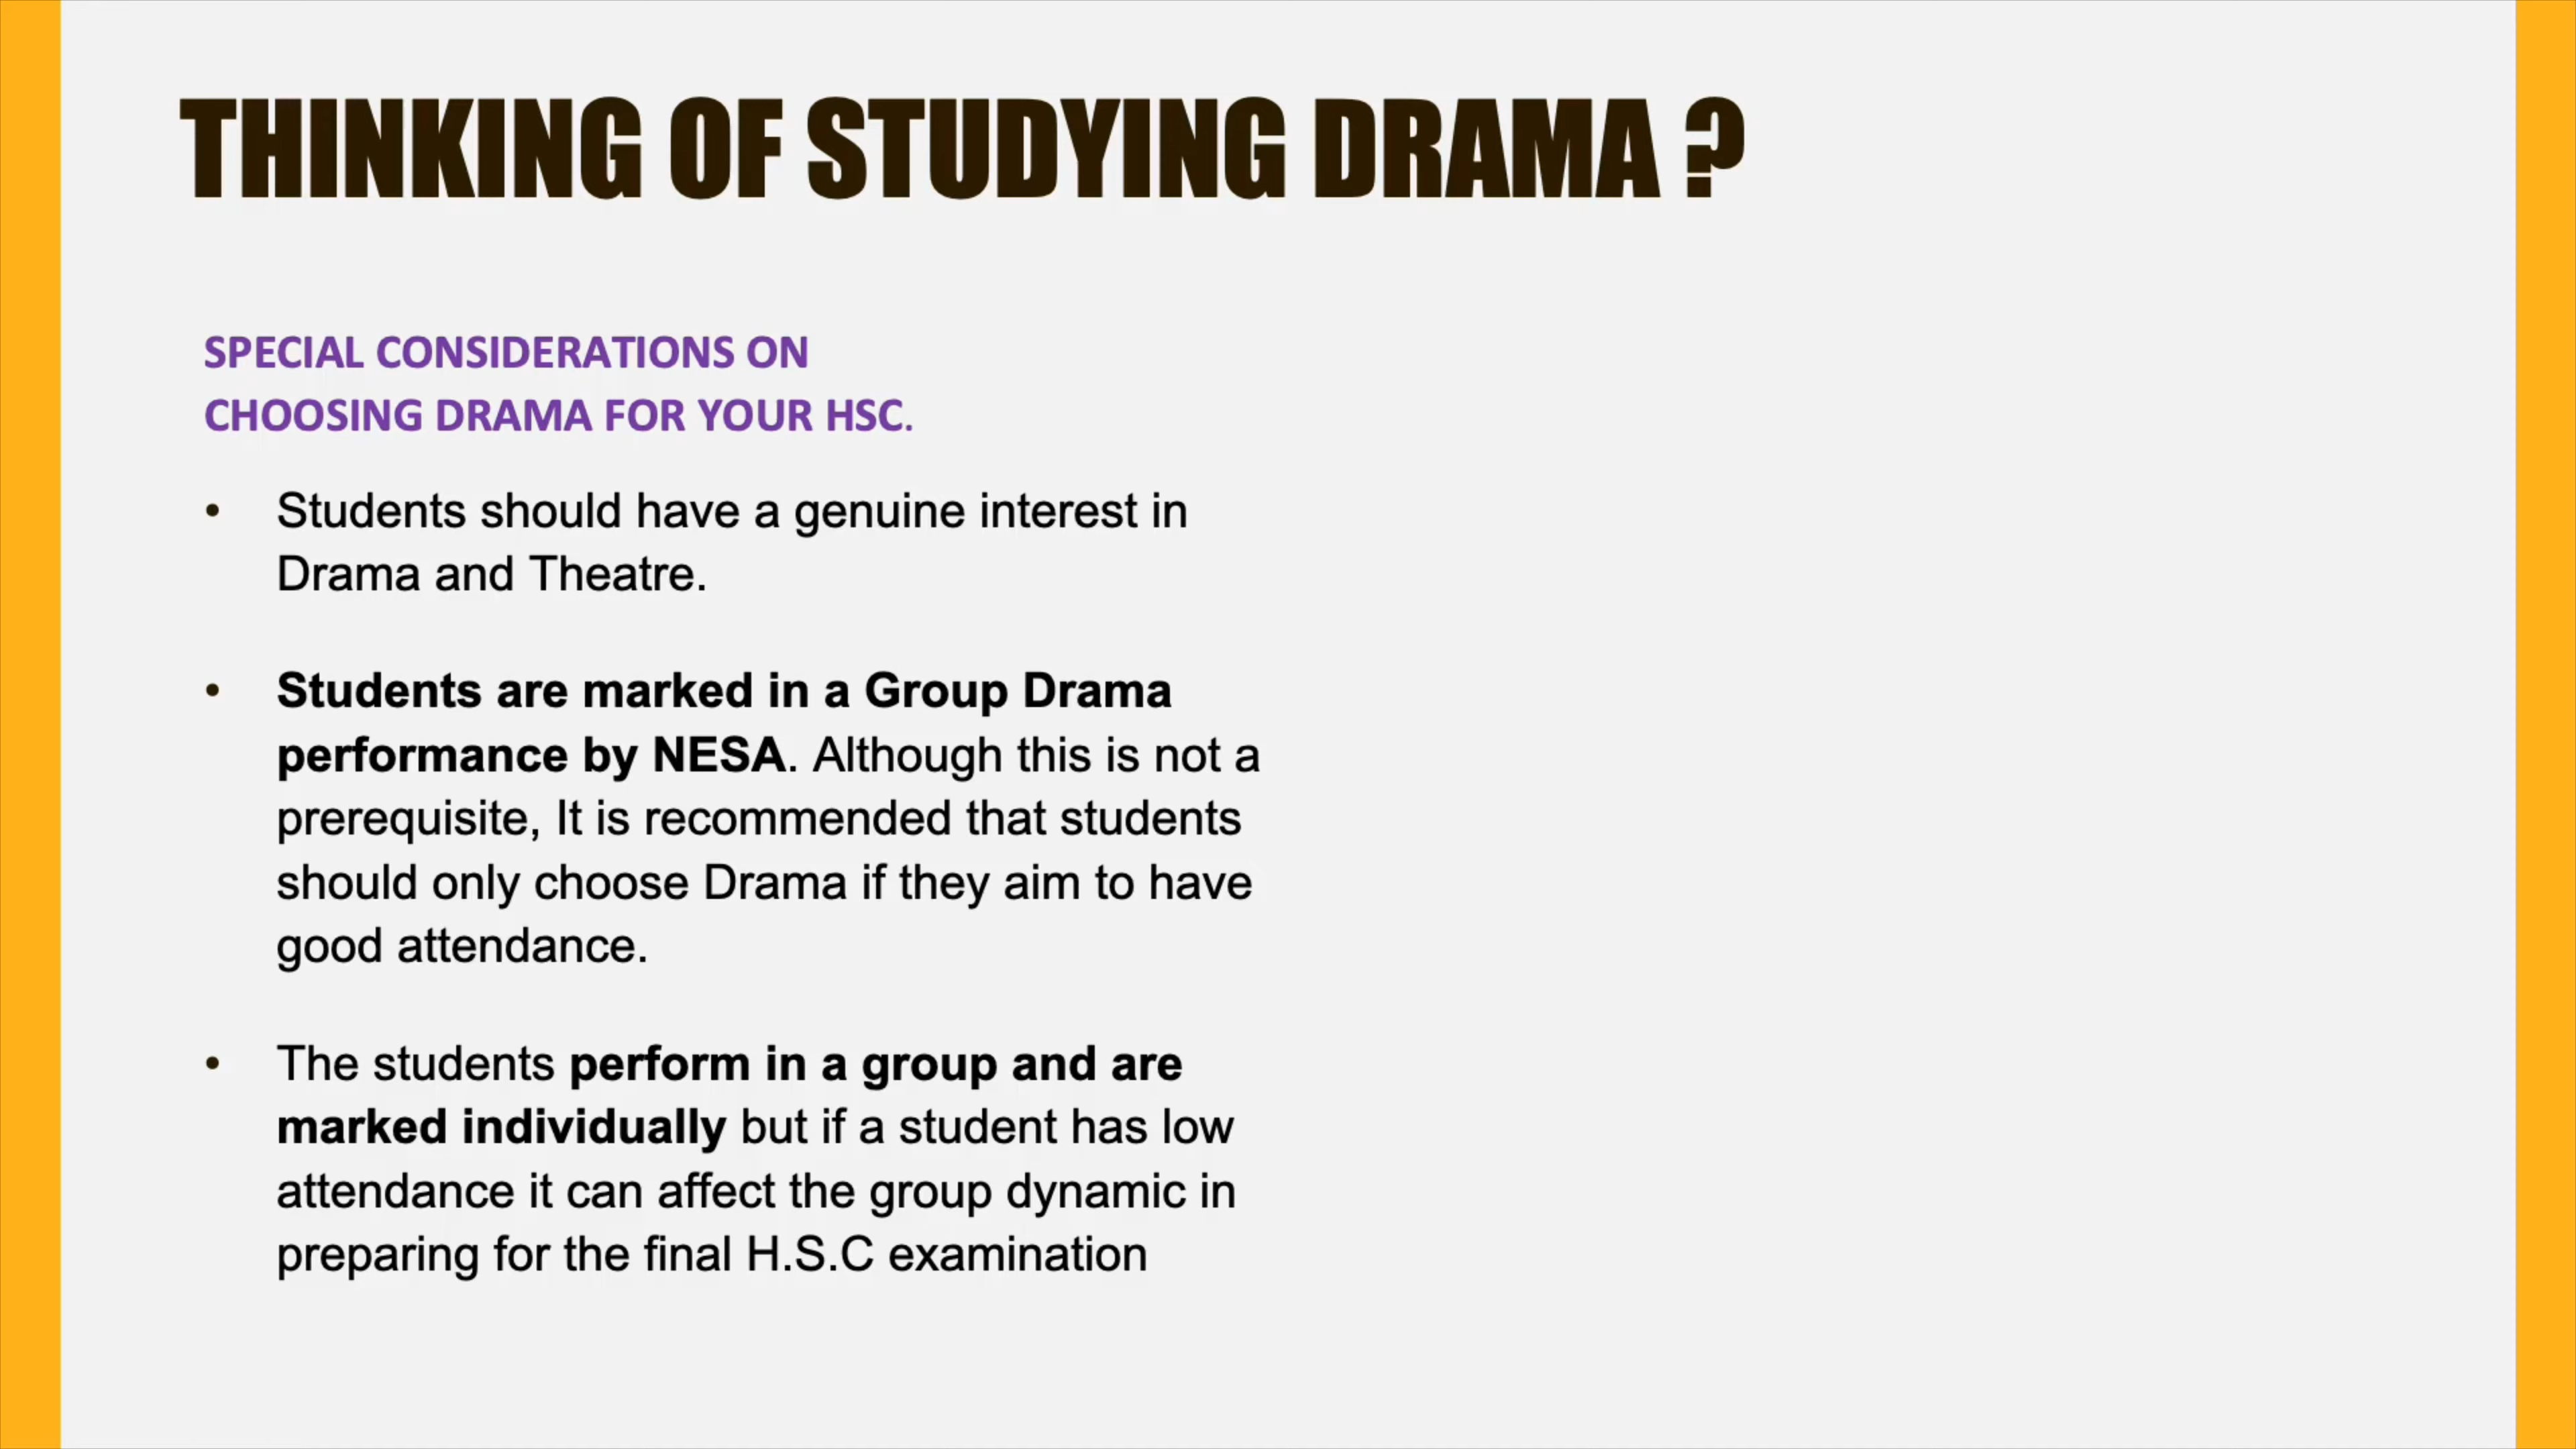 THINKING OF STUDYING DRAMA ?
SPECIAL CONSIDERATIONS ON
CHOOSING DRAMA FOR YOUR HSC.
• Students should have a genuine interest in
Drama and Theatre.
• Students are marked in a Group Drama
performance by NESA. Although this is not a
prerequisite, It is recommended that students
should only choose Drama if they aim to have
good attendance.
• The students perform in a group and are
marked individually but if a student has low
attendance it can affect the group dynamic in
preparing for the final H.S.C examination